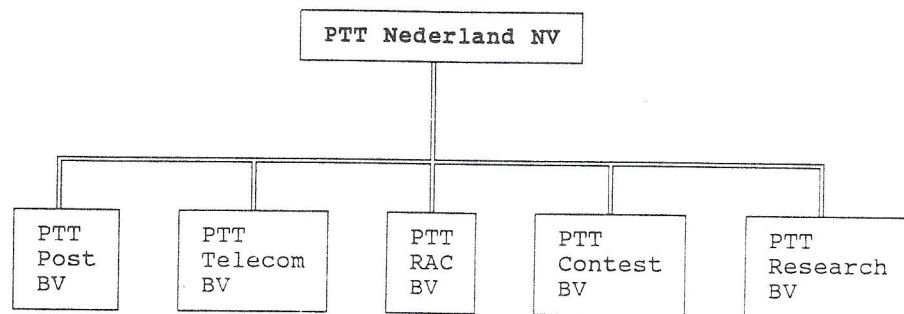 PTT Nederland NV
PTT
Post
BV
PTT
Telecom
BV
PTT
RAC
BV
PTT
Contest
BV
PTT
Research
BV